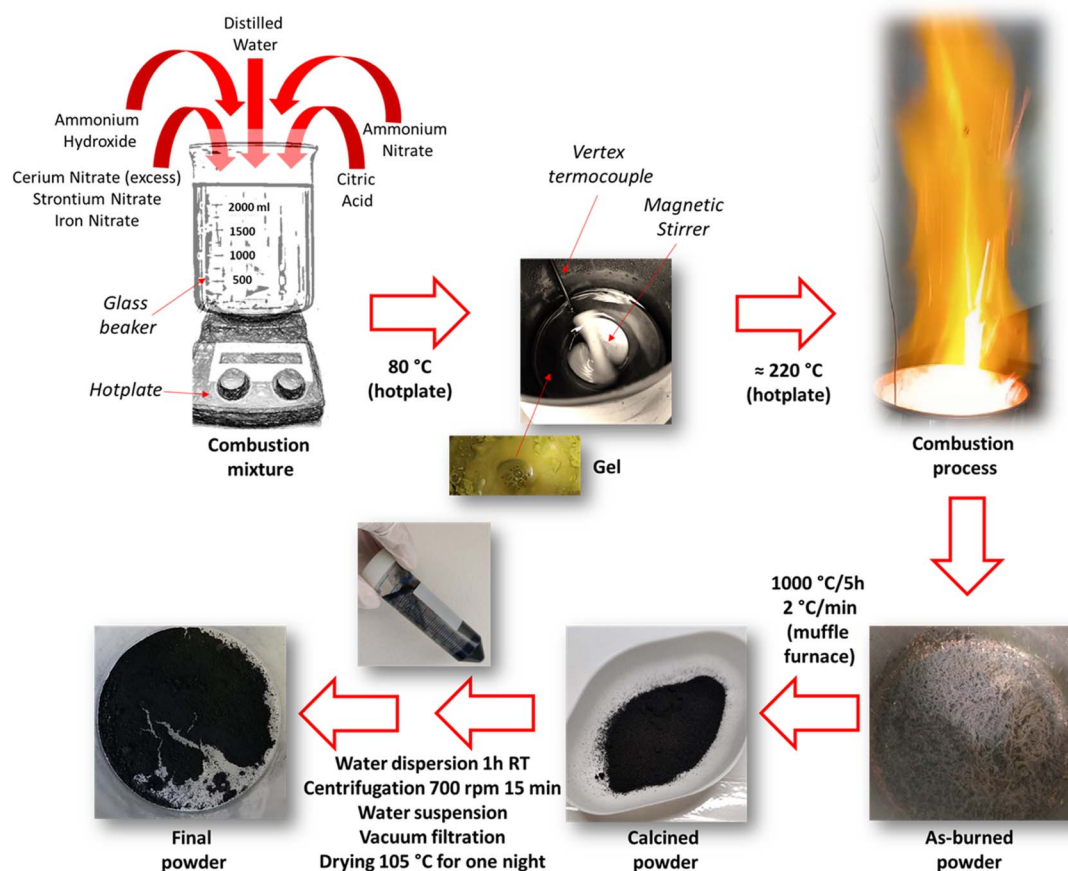 Distilled
Water
Ammonium
Hydroxide
Ammonium
Nitrate
Cerium Nitrate (excess)
Strontium Nitrate
Iron Nitrate
Citric
Acid
2000 ml
1500
1000
500
Glass
beaker
Hotplate
Combustion
mixture
80 °C
(hotplate)
Vertex
termocouple
Magnetic
Stirrer
Gel
≈ 220 °C
(hotplate)
Combustion
process
1000 °C/5h
2 °C/min
(muffle
furnace)
As-burned
powder
Calcined
powder
Water dispersion 1h RT
Centrifugation 700 rpm 15 min
Water suspension
Vacuum filtration
Drying 105 °C for one night
Final
powder